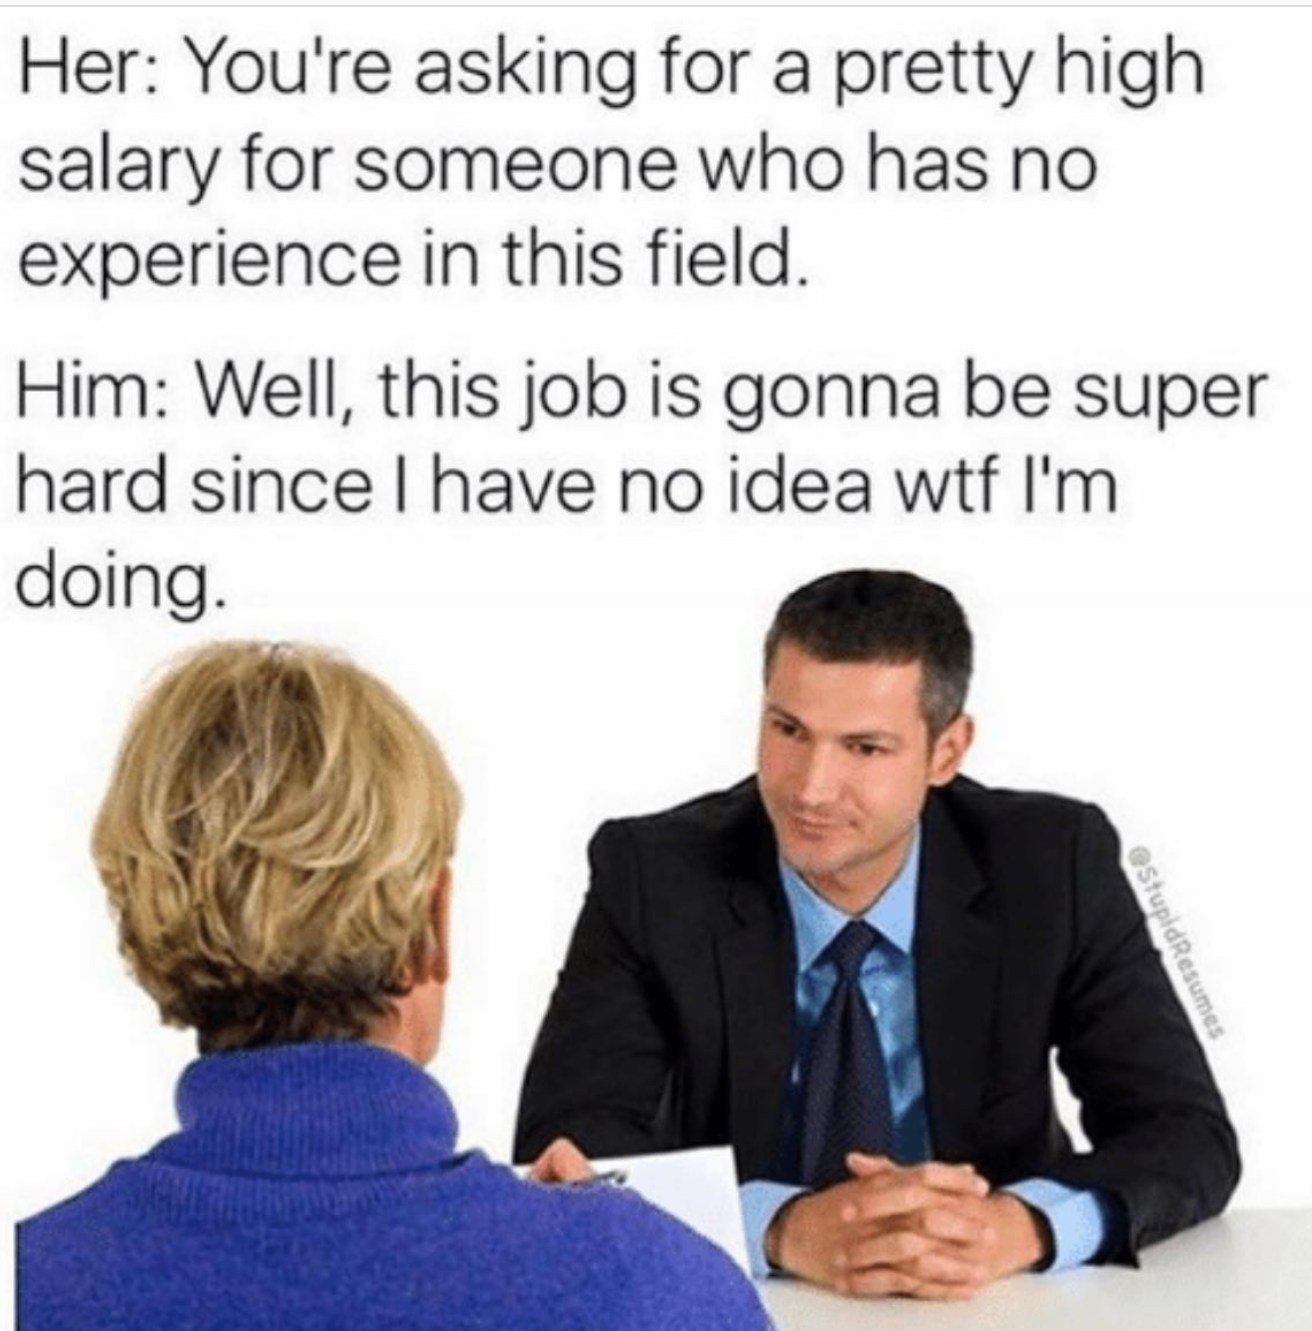 Her: You're asking for a pretty high
salary for someone who has no
experience in this field.
Him: Well, this job is gonna be super
hard since I have no idea wtf I'm
doing.
@StupidResumes